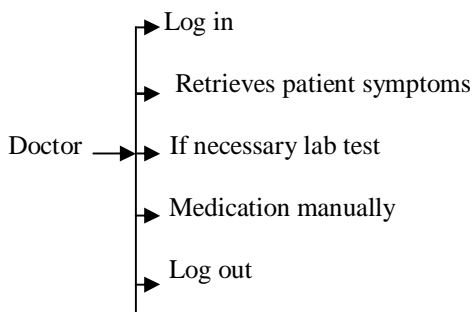 Log in
Retrieves patient symptoms
Doctor
If necessary lab test
Medication manually
Log out